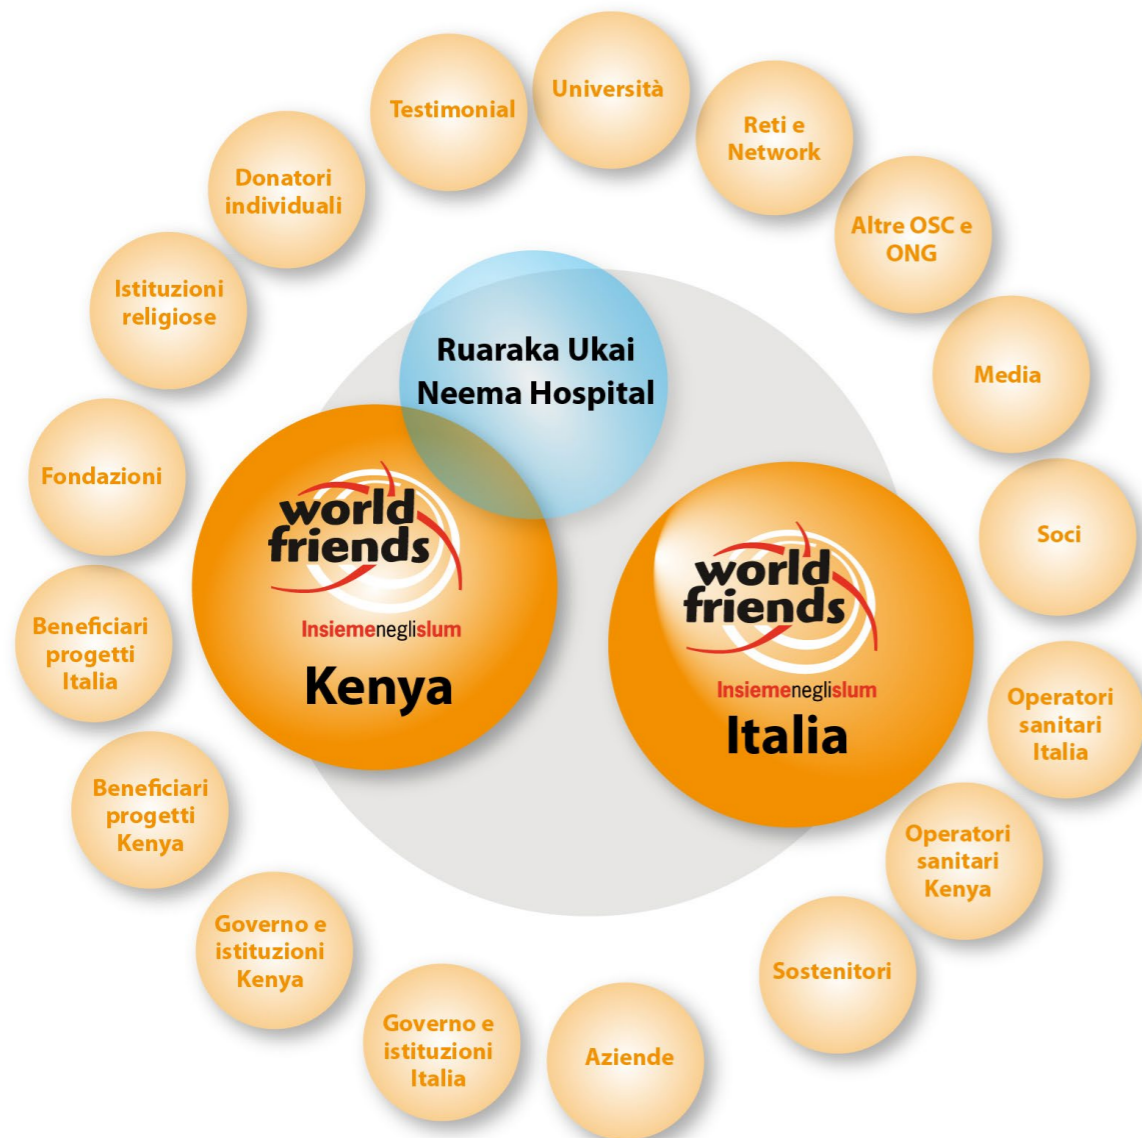 Testimonial
Università
Reti e
Network
Donatori
individuali
Altre OSC e
ONG
Istituzioni
religiose
Media
Ruaraka Ukai
Neema Hospital
Fondazioni
Soci
world
friends
Insiemeneglislum
Kenya
world
friends
Insiemeneglislum
Italia
Beneficiari
progetti
Italia
Operatori
sanitari
Italia
Beneficiari
progetti
Kenya
Operatori
sanitari
Kenya
Governo e
istituzioni
Kenya
Sostenitori
Governo e
istituzioni
Italia
Aziende